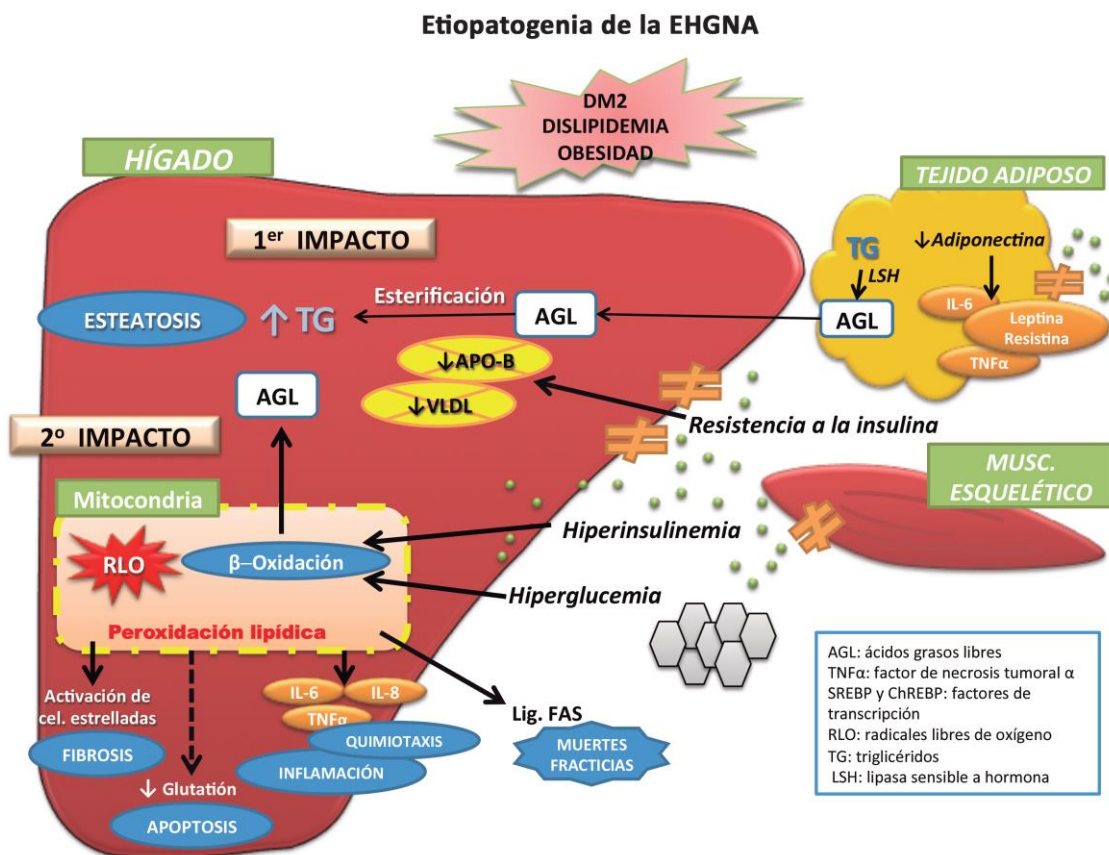 Etiopatogenia de la EHGNA
DM2
DISLIPIDEMIA
OBESIDAD
HÍGADO
TEJIDO ADIPOSO
1er IMPACTO
TG
↓Adiponectina
LSH
Esterificación
ESTEATOSIS
↑ TG
AGL
AGL
IL-6
Leptina
Resistina
TNFα
↓APO-B
↓VLDL
AGL
Resistencia a la insulina
2º IMPACTO
MUSC.
ESQUELÉTICO
Mitocondria
Hiperinsulinemia
RLO
β–Oxidación
Hiperglucemia
Peroxidación lipídica
Activación de
cel. estrelladas
FIBROSIS
IL-6
IL-8
TNFα
QUIMIOTAXIS
INFLAMACIÓN
Lig. FAS
MUERTES
FRACTICIAS
↓ Glutatión
APOPTOSIS
AGL: ácidos grasos libres
TNFα: factor de necrosis tumoral α
SREBP y ChREBP: factores de
transcripción
RLO: radicales libres de oxígeno
TG: triglicéridos
LSH: lipasa sensible a hormona